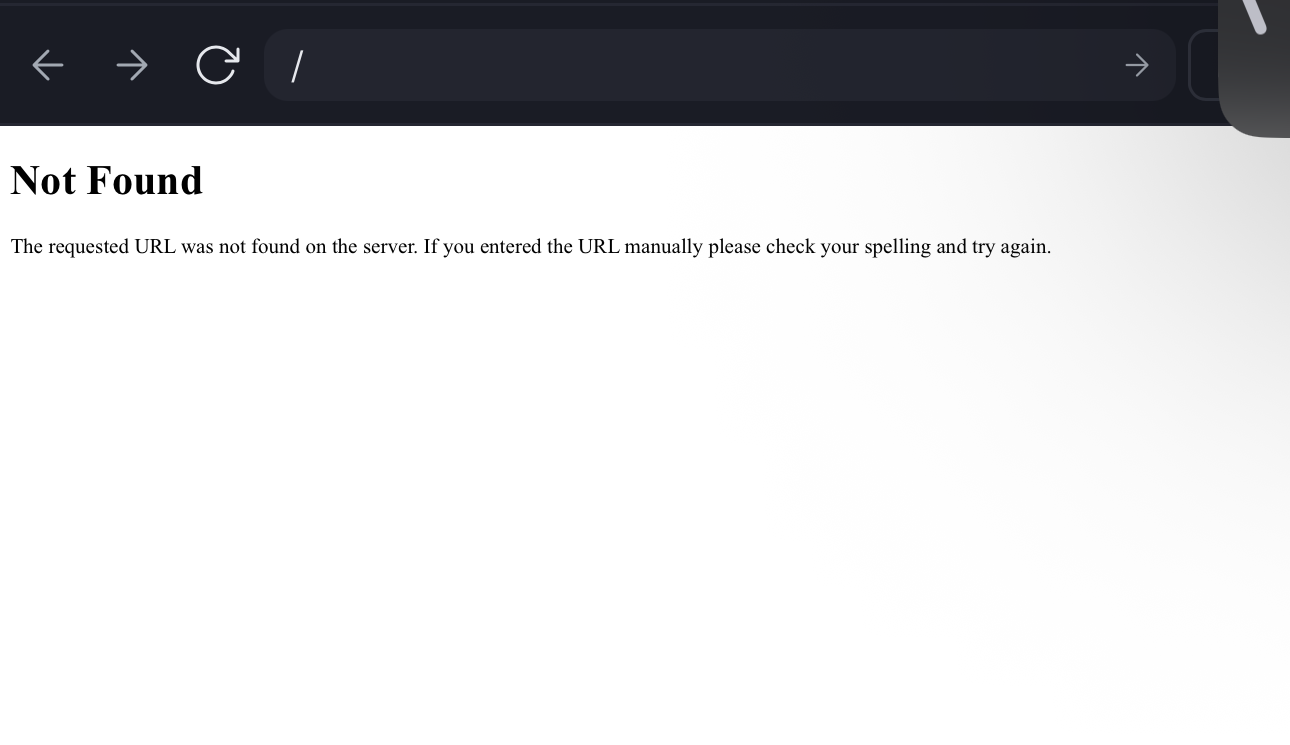 /
Not Found
The requested URL was not found on the server. If you entered the URL manually please check your spelling and try again.